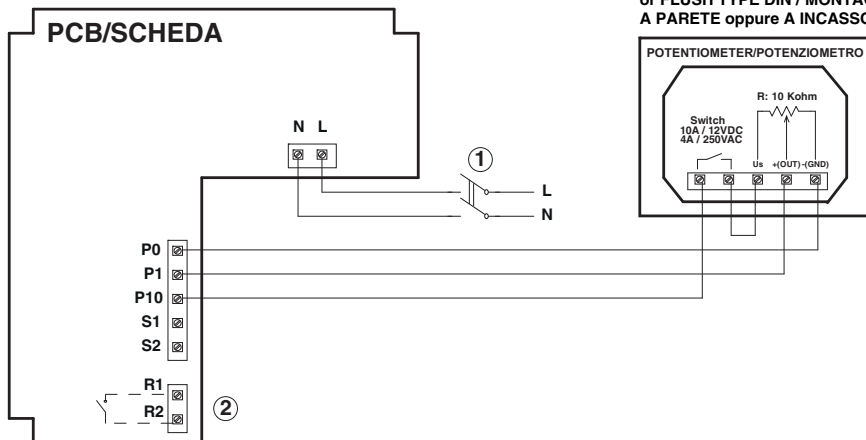 or FLUSH TYPE DIN / MONTAG
A PARETE oppure A INCASSO
PCB/SCHEDA
POTENTIOMETER/POTENZIOMETRO
R: 10 Kohm
Switch
10A / 12VDC
4A / 250VAC
Us +(OUT) -(GND)
N L
1
L
N
P0
P1
P10
S1
S2
R1
R2
2